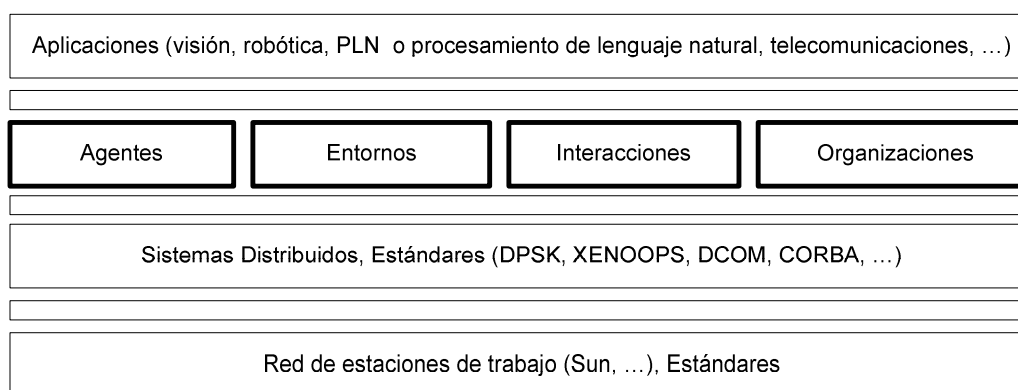 Aplicaciones (visión, robótica, PLN o procesamiento de lenguaje natural, telecomunicaciones, …)
Agentes Entornos Interacciones Organizaciones
Sistemas Distribuidos, Estándares (DPSK, XENOOPS, DCOM, CORBA, …)
Red de estaciones de trabajo (Sun, …), Estándares